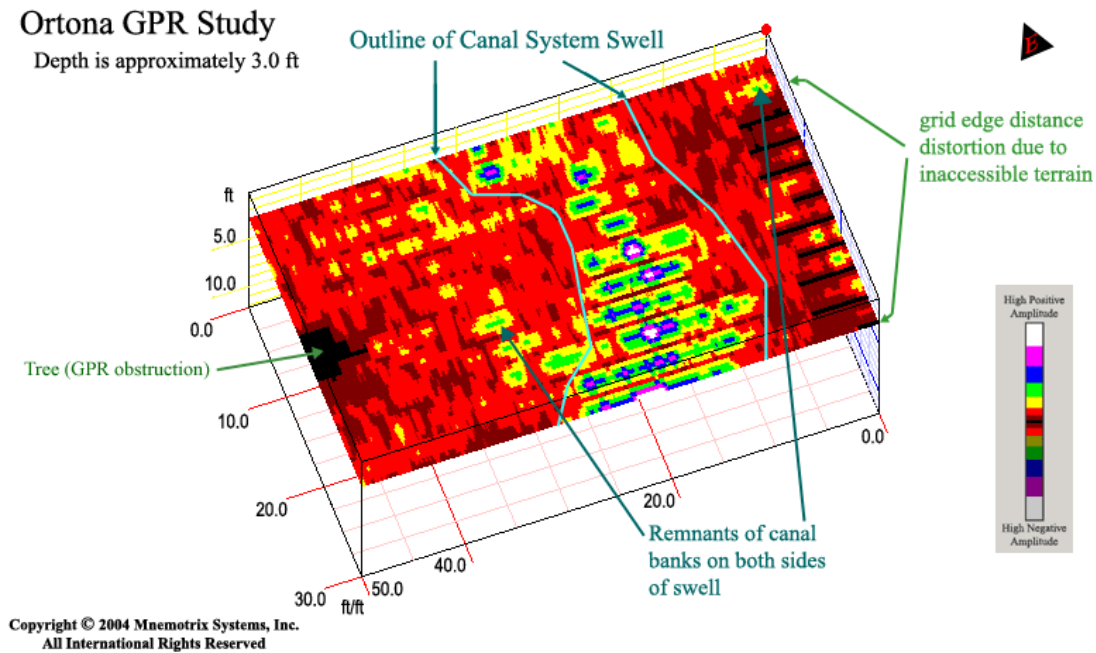 Ortona GPR Study
Depth is approximately 3.0 ft
Outline of Canal System Swell
E
grid edge distance
distortion due to
inaccessible terrain
ft
5.0
10.0
0.0
Tree (GPR obstruction)
10.0
20.0
30.0
ft/ft
50.0
40.0
20.0
0.0
Remnants of canal
banks on both sides
of swell
High Positive
Amplitude
High Negative
Amplitude
Copyright © 2004 Mnemotrix Systems, Inc.
All International Rights Reserved